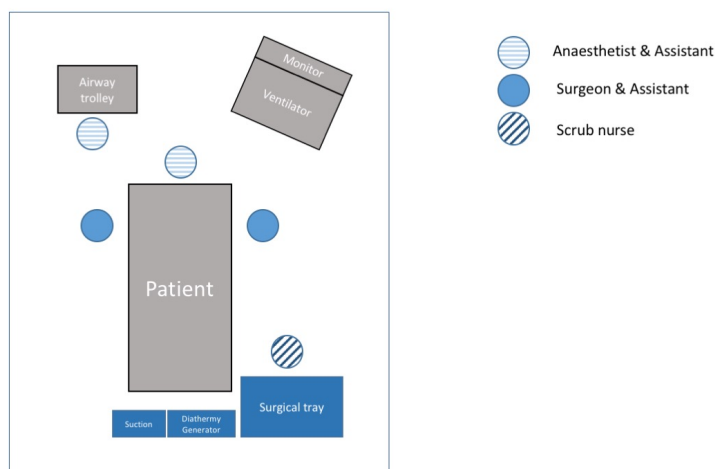 Airway
trolley
Monitor
Ventilator
Patient
Surgical tray
Suction
Diathermy
Generator
Anaesthetist & Assistant
Surgeon & Assistant
Scrub nurse